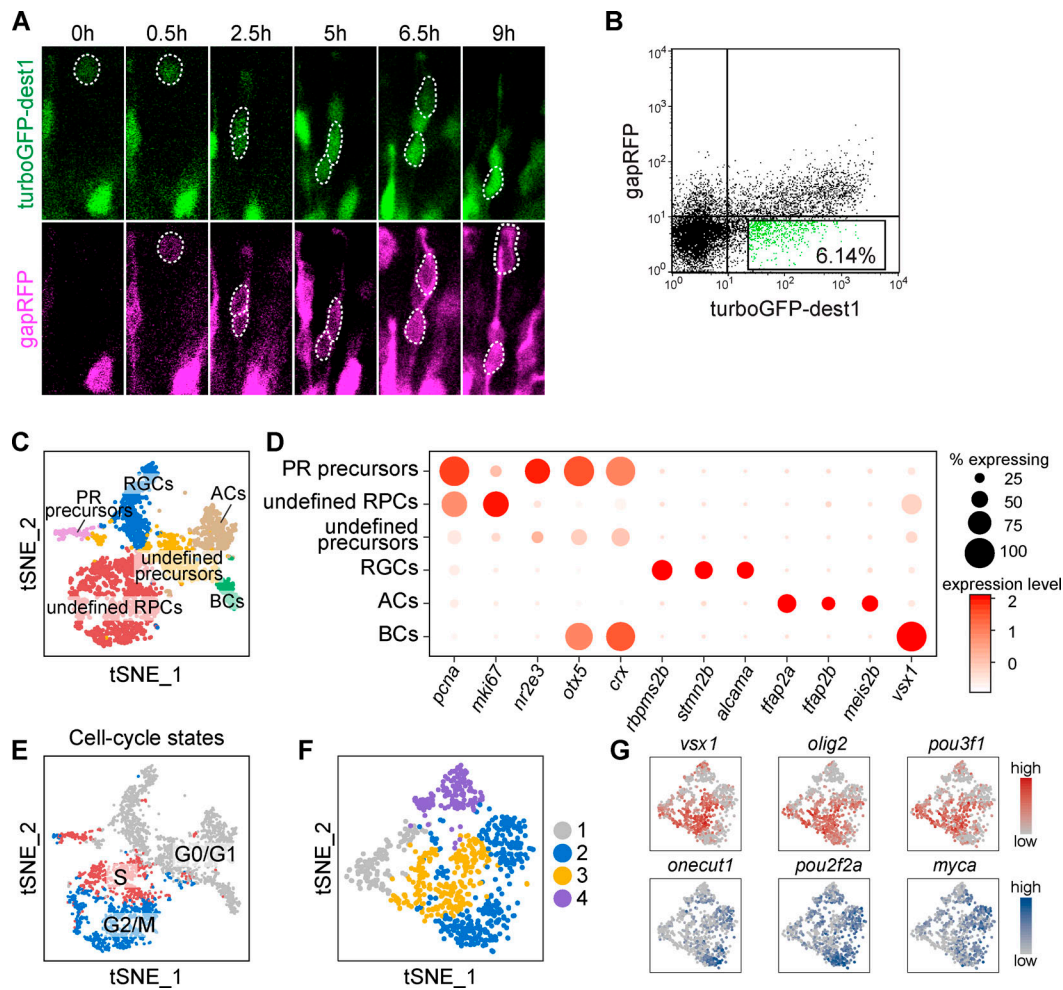 A
0h 0.5h 2.5h 5h 6.5h 9h
turboGFP-dest1
gapRFP
B
gapRFP
10⁴
10³
10²
10¹
10⁰
6.14%
10⁰ 10¹ 10² 10³ 10⁴
turboGFP-dest1
C
tSNE_2
RGCs
ACs
PR
precursors
undefined
precursors
undefined RPCs
BCs
tSNE_1
D
PR precursors
undefined RPCs
undefined
precursors
RGCs
ACs
BCs
pcna mki67 nr2e3 otx5 crx rbpms2b stmn2b alcama tfap2a tfap2b meis2b vsx1
% expressing
25
50
75
100
expression level
2
1
0
E
Cell-cycle states
tSNE_2
G0/G1
S
G2/M
tSNE_1
F
tSNE_2
1
2
3
4
tSNE_1
G
vsx1 olig2 pou3f1
high
low
onecut1 pou2f2a myca
high
low